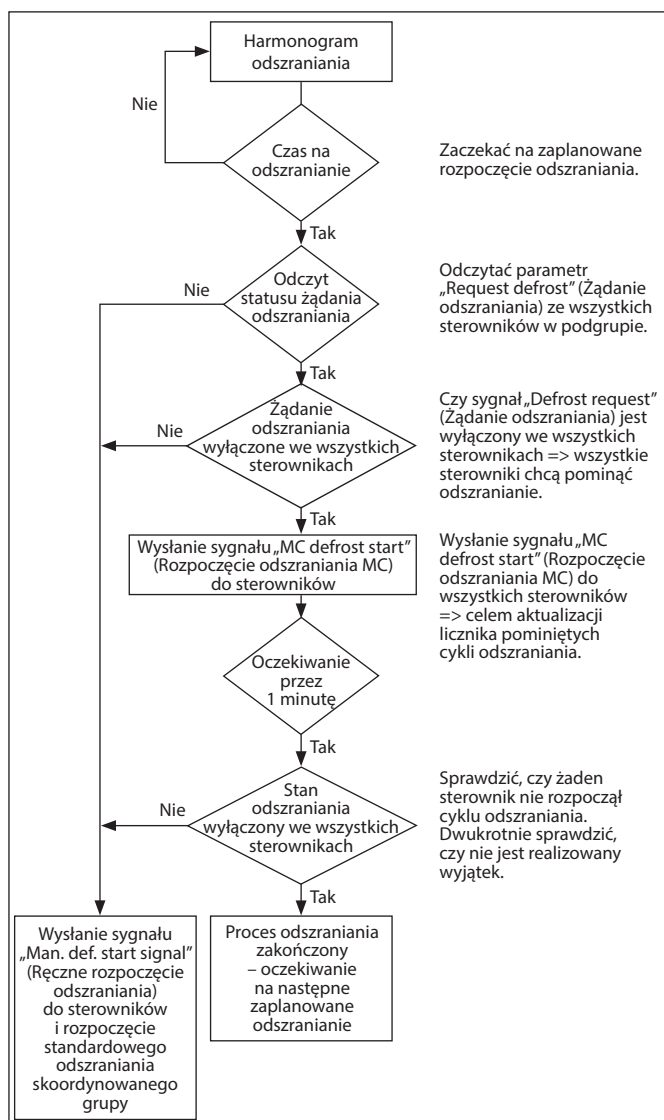 Harmonogram
odszraniania
Nie
Czas na
odszranianie
Zaczekać na zaplanowane
rozpoczęcie odszraniania.
Tak
Nie
Odczyt
statusu żądania
odszraniania
Odczytać parametr
„Request defrost” (Żądanie
odszraniania) ze wszystkich
sterowników w podgrupie.
Tak
Nie
Żądanie
odszraniania
wyłączone we wszystkich
sterownikach
Czy sygnał „Defrost request”
(Żądanie odszraniania) jest
wyłączony we wszystkich
sterownikach => wszystkie
sterowniki chcą pominąć
odszranianie.
Tak
Wysłanie sygnału „MC defrost start”
(Rozpoczęcie odszraniania MC)
do sterowników
Wysłanie sygnału „MC
defrost start” (Rozpoczęcie
odszraniania MC) do
wszystkich sterowników
=> celem aktualizacji
licznika pominiętych
cykli odszraniania.
Oczekiwanie
przez
1 minutę
Tak
Nie
Stan
odszraniania
wyłączony we wszystkich
sterownikach
Sprawdzić, czy żaden
sterownik nie rozpoczął
cyklu odszraniania.
Dwukrotnie sprawdzić,
czy nie jest realizowany
wyjątek.
Tak
Wysłanie sygnału
„Man. def. start signal”
(Ręczne rozpoczęcie
odszraniania)
do sterowników
i rozpoczęcie
standardowego
odszraniania
skoordynowanego
grupy
Proces odszraniania
zakończony
– oczekiwanie
na następne
zaplanowane
odszranianie